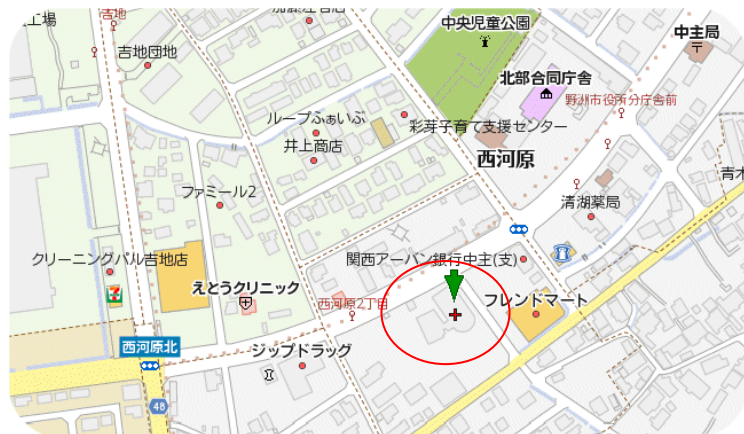 工場
吉地
吉地団地
中央児童公園
中主局
北部合同庁舎
野洲市役所分庁舎前
ループふぁいぶ
井上商店
彩芽子育て支援センター
西河原
青木
ファミール2
清湖薬局
クリーニングパル吉地店
関西アーバン銀行中主(支)
えとうクリニック
西河原2丁目
フレンドマート
7
西河原北
ジップドラッグ
48